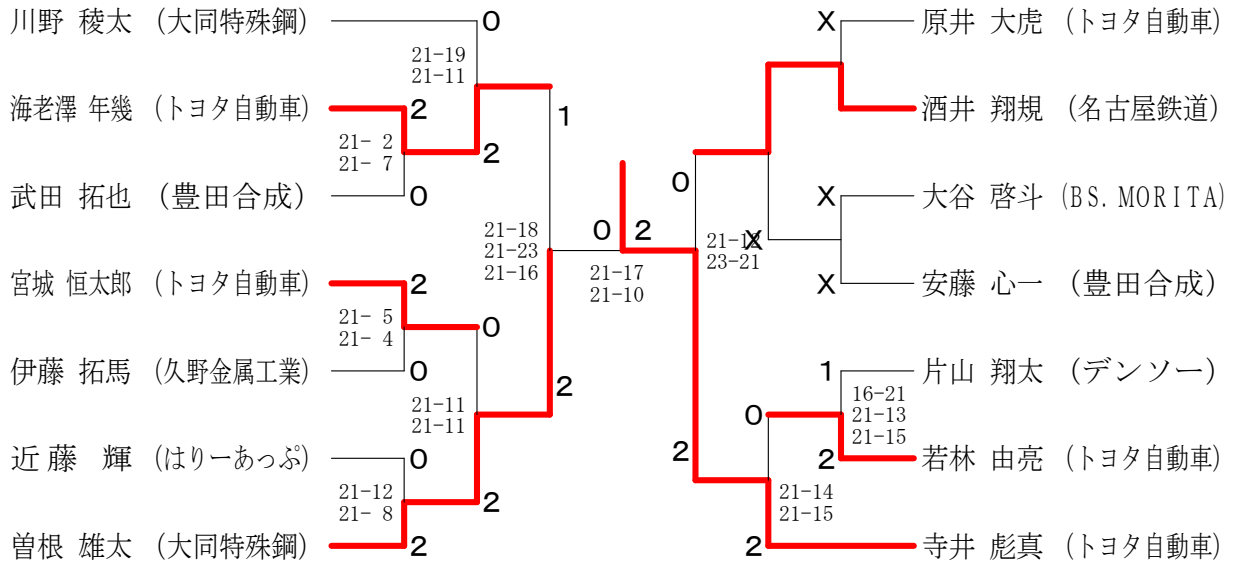 川野 稜太 (大同特殊鋼)
0
21-19
21-11
海老澤 年幾 (トヨタ自動車)
2
21- 2
21- 7
2
武田 拓也 (豊田合成)
0
1
21-18
21-23
21-16
宮城 恒太郎 (トヨタ自動車)
2
21- 5
21- 4
0
伊藤 拓馬 (久野金属工業)
0
21-11
21-11
2
近藤 輝 (はりーあっぷ)
0
21-12
21- 8
2
曽根 雄太 (大同特殊鋼)
2
0
2
21-17
21-10
X
原井 大虎 (トヨタ自動車)
酒井 翔規 (名古屋鉄道)
0
21-12
23-21
X
X
大谷 啓斗 (BS.MORITA)
X
安藤 心一 (豊田合成)
1
片山 翔太 (デンソー)
16-21
21-13
21-15
0
2
若林 由亮 (トヨタ自動車)
2
21-14
21-15
2
寺井 彪真 (トヨタ自動車)